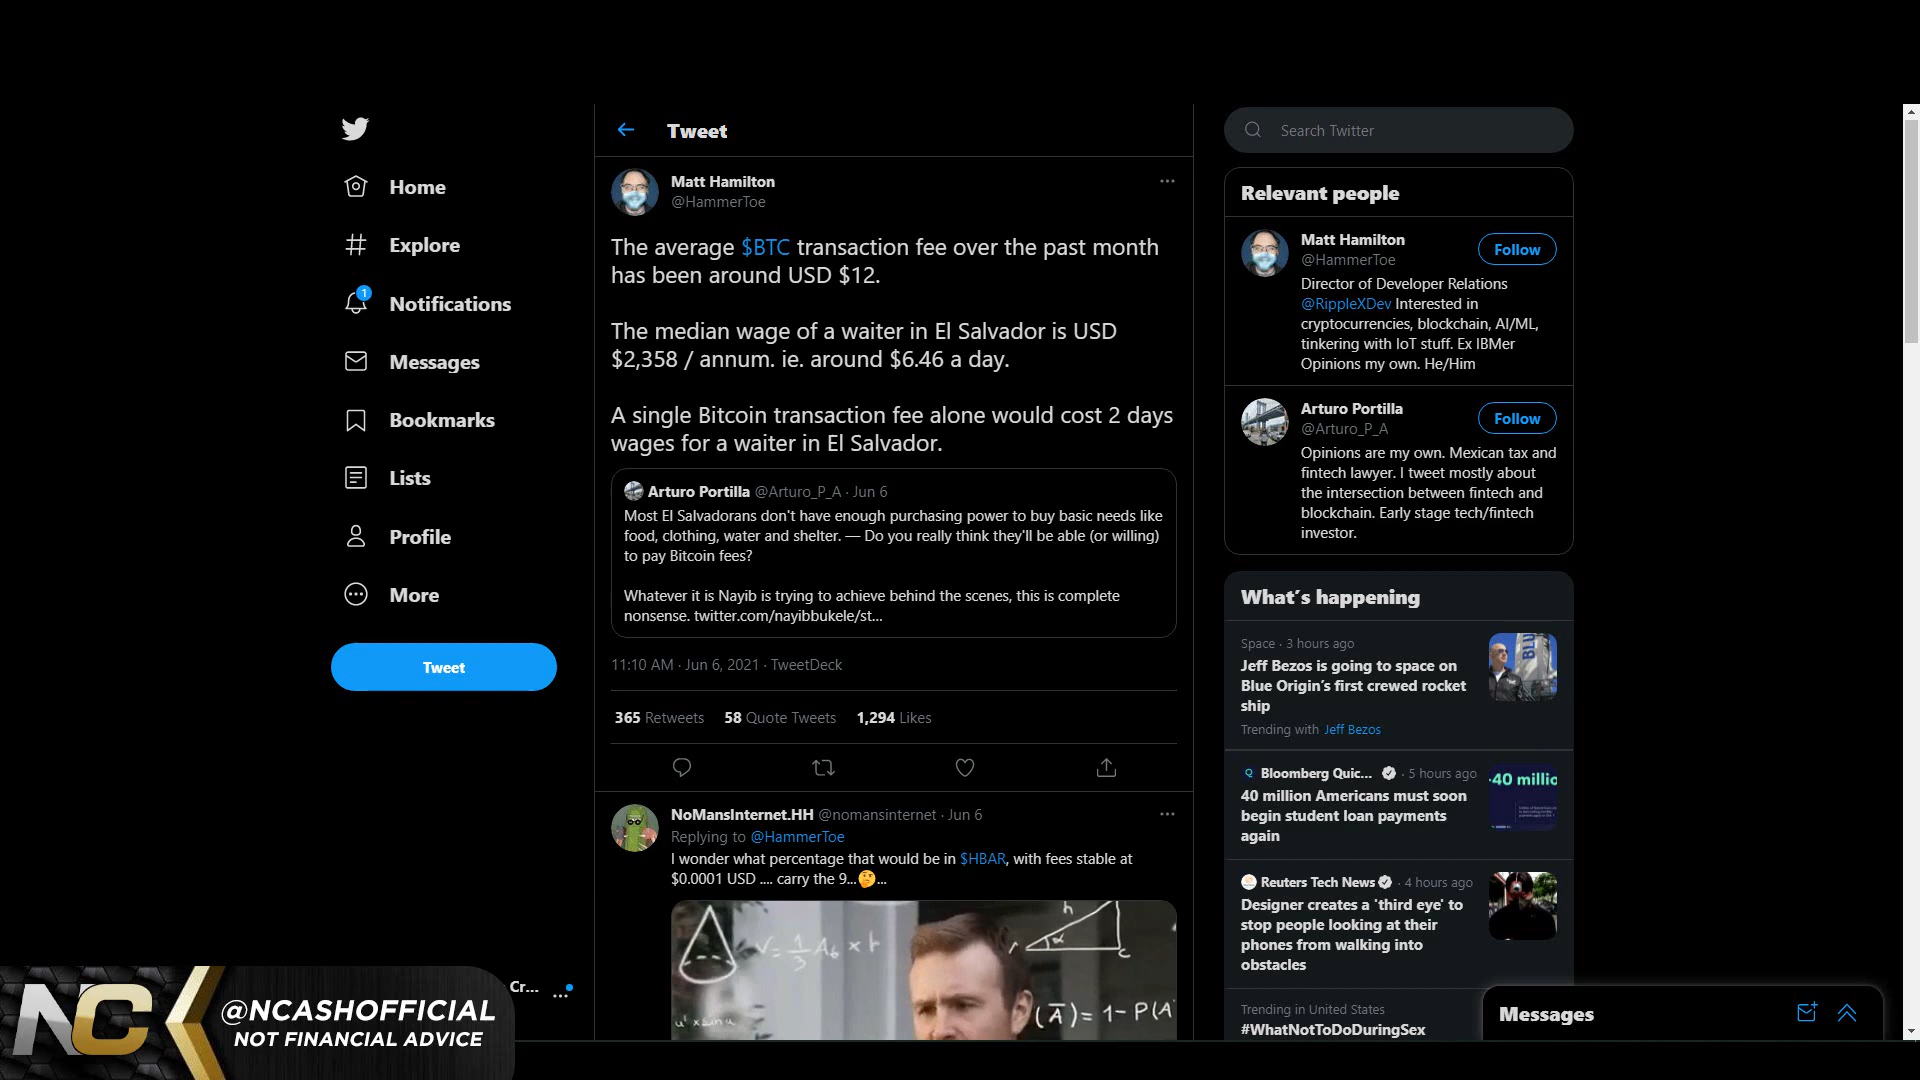 Home
Explore
1
Notifications
Messages
Bookmarks
Lists
Profile
More
Tweet
Cr...
Tweet
Matt Hamilton
@HammerToe
The average $BTC transaction fee over the past month
has been around USD $12.
The median wage of a waiter in El Salvador is USD
$2,358 / annum. ie. around $6.46 a day.
A single Bitcoin transaction fee alone would cost 2 days
wages for a waiter in El Salvador.
Arturo Portilla @Arturo_P_A · Jun 6
Most El Salvadorans don't have enough purchasing power to buy basic needs like
food, clothing, water and shelter. — Do you really think they'll be able (or willing)
to pay Bitcoin fees?
Whatever it is Nayib is trying to achieve behind the scenes, this is complete
nonsense. twitter.com/nayibbukele/st...
11:10 AM · Jun 6, 2021 · TweetDeck
365 Retweets 58 Quote Tweets 1,294 Likes
NoMansInternet.HH @nomansinternet · Jun 6
Replying to @HammerToe
I wonder what percentage that would be in $HBAR, with fees stable at
$0.0001 USD .... carry the 9...🤔...
Search Twitter
Relevant people
Matt Hamilton
@HammerToe
Follow
Director of Developer Relations
@RippleXDev Interested in
cryptocurrencies, blockchain, AI/ML,
tinkering with IoT stuff. Ex IBMer
Opinions my own. He/Him
Arturo Portilla
@Arturo_P_A
Follow
Opinions are my own. Mexican tax and
fintech lawyer. I tweet mostly about
the intersection between fintech and
blockchain. Early stage tech/fintech
investor.
What's happening
Space · 3 hours ago
Jeff Bezos is going to space on
Blue Origin's first crewed rocket
ship
Trending with Jeff Bezos
Bloomberg Quic... · 5 hours ago
40 million Americans must soon
begin student loan payments
again
Reuters Tech News · 4 hours ago
Designer creates a 'third eye' to
stop people looking at their
phones from walking into
obstacles
Trending in United States
#WhatNotToDoDuringSex
Messages
NC
@NCASHOFFICIAL
NOT FINANCIAL ADVICE